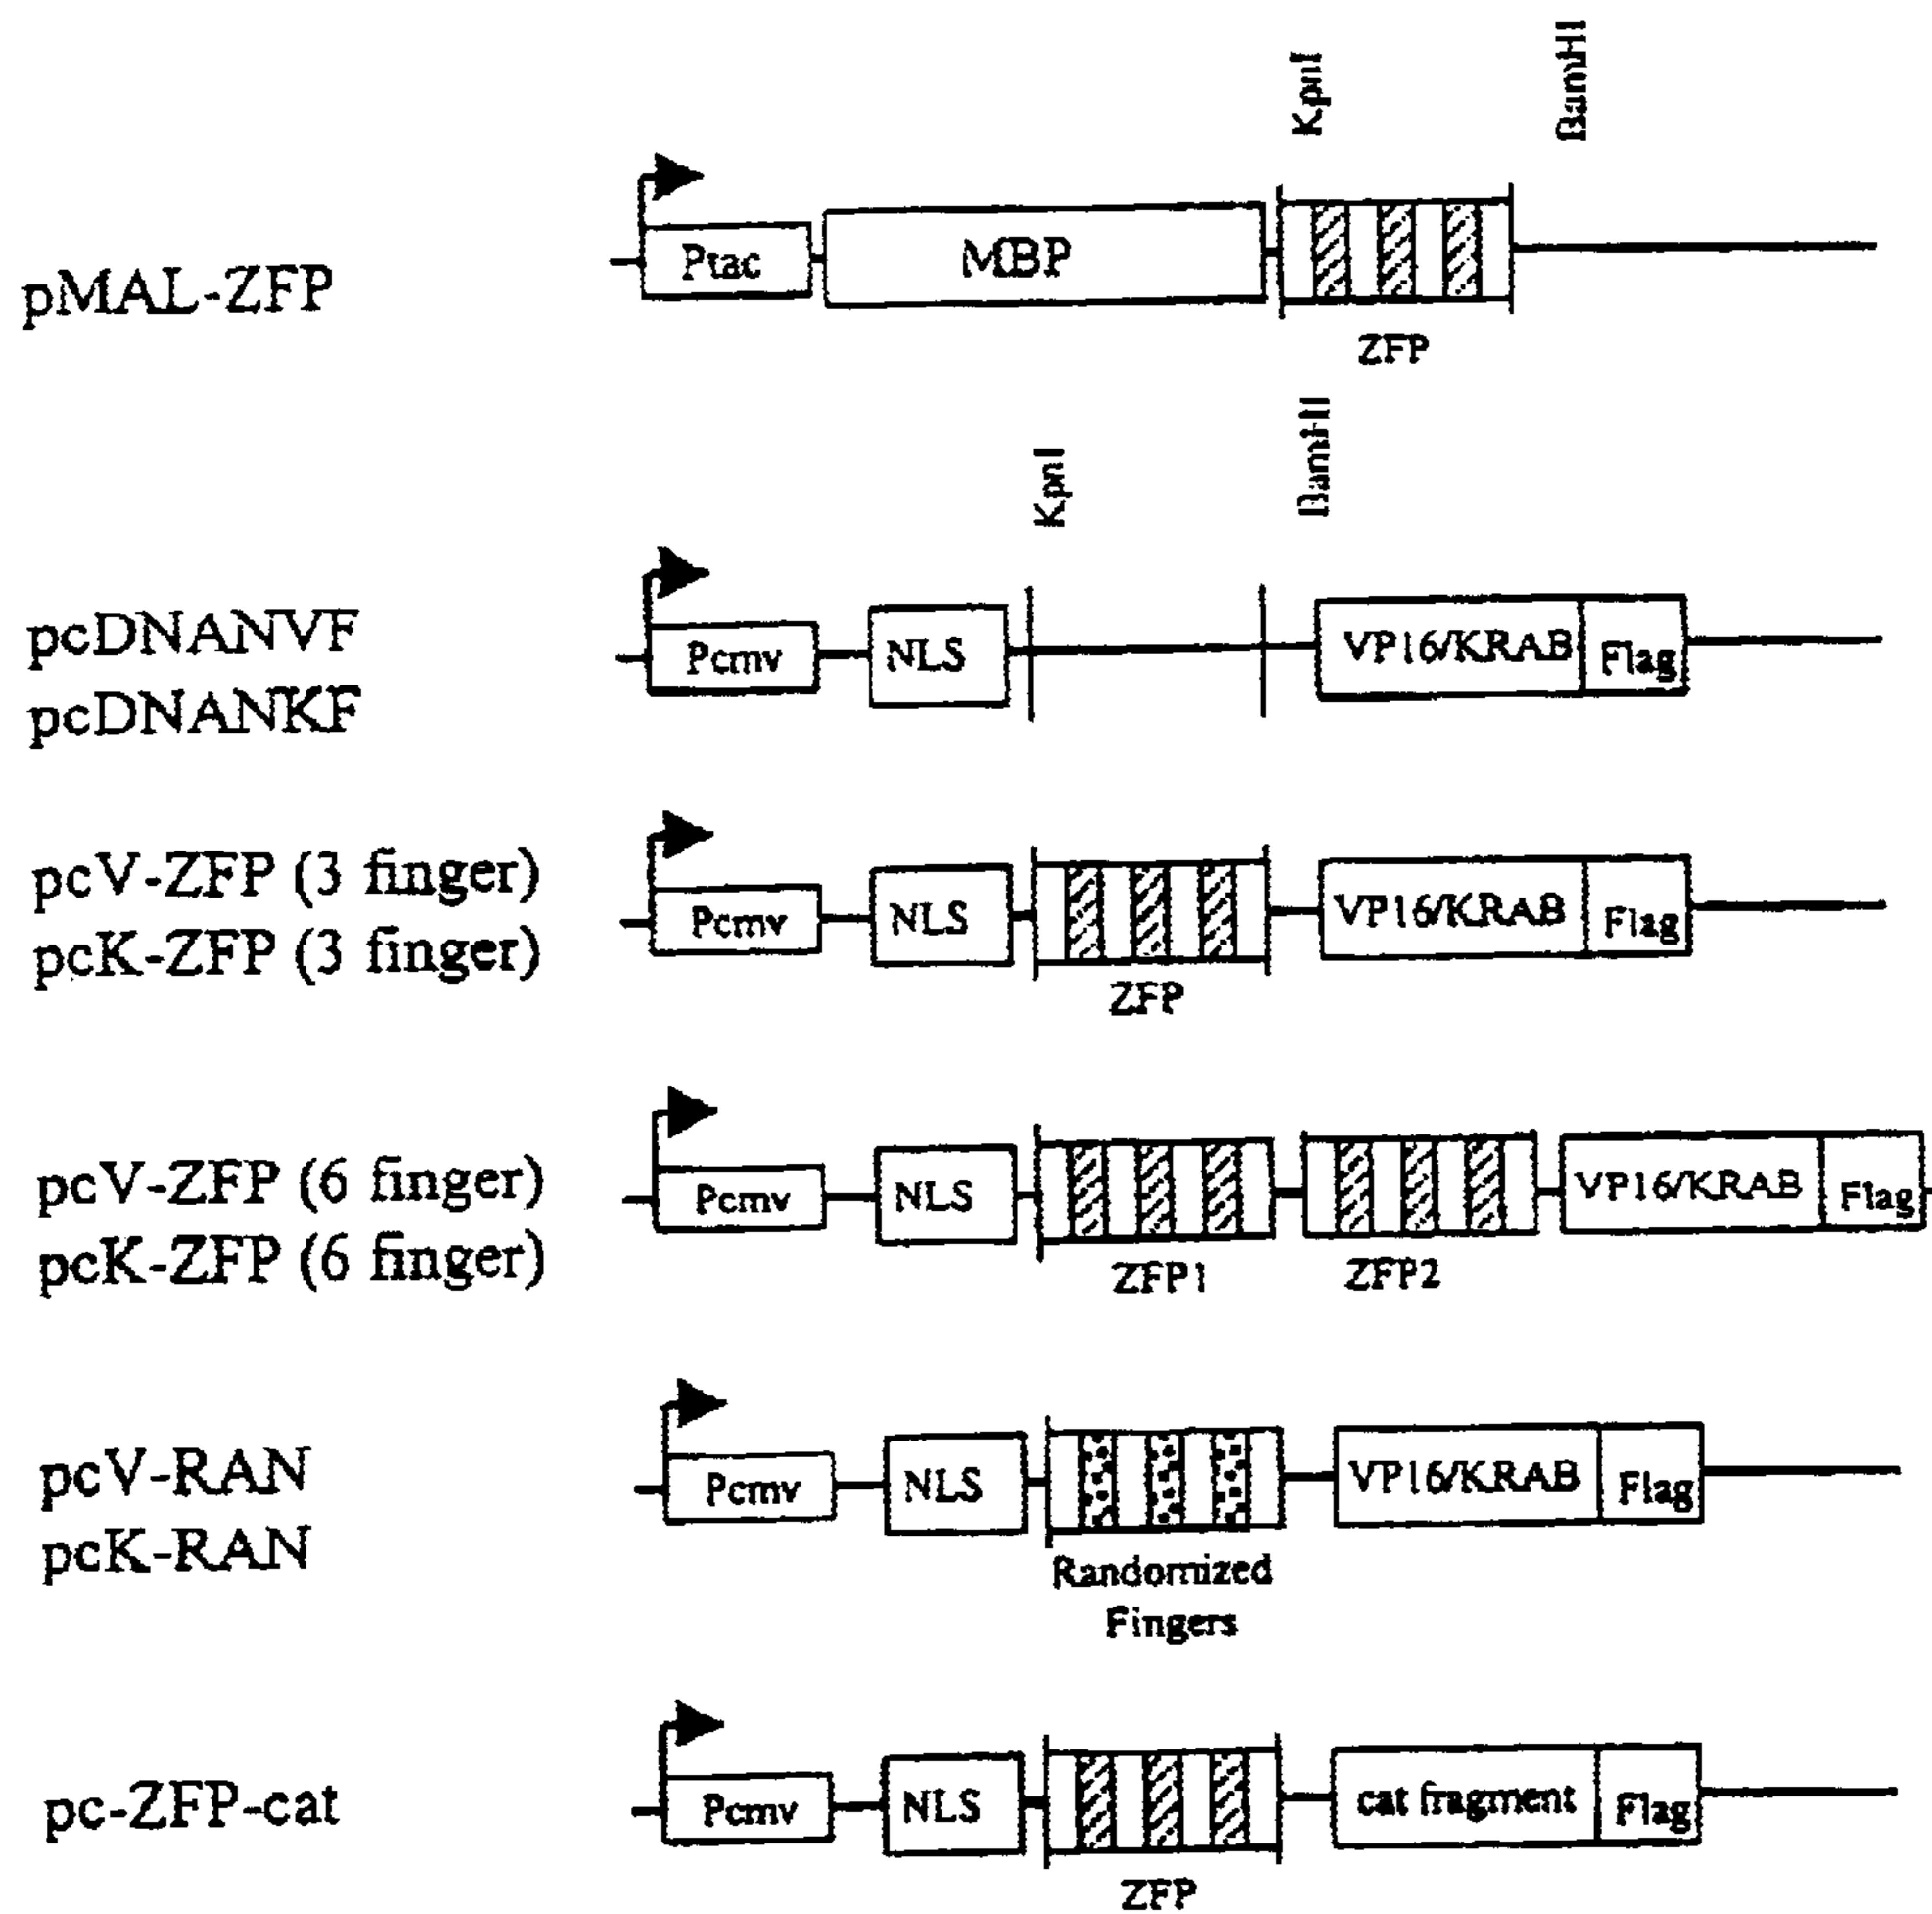 KpnI
BamHI
pMAL-ZFP
Ptac
MBP
ZFP
KpnI
BamHI
pcDNANVF
pcDNANKF
Pcmv
NLS
VP16/KRAB
Flag
pcV-ZFP (3 finger)
pcK-ZFP (3 finger)
Pcmv
NLS
VP16/KRAB
Flag
ZFP
pcV-ZFP (6 finger)
pcK-ZFP (6 finger)
Pcmv
NLS
VP16/KRAB
Flag
ZFP1
ZFP2
pcV-RAN
pcK-RAN
Pcmv
NLS
VP16/KRAB
Flag
Randomized
Fingers
pc-ZFP-cat
Pcmv
NLS
cat fragment
Flag
ZFP